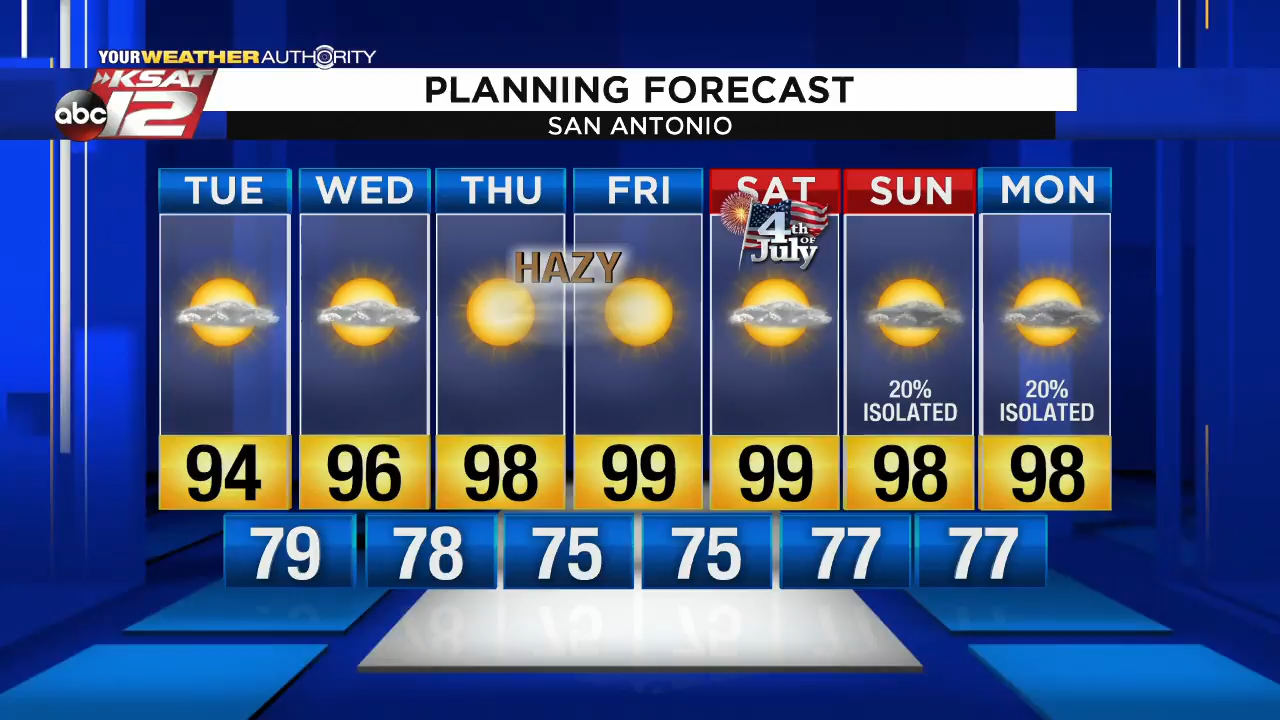 YOUR WEATHER AUTHORITY
KSAT
abc 12
PLANNING FORECAST
SAN ANTONIO
TUE WED THU FRI SAT SUN MON
4th OF July
HAZY
20% ISOLATED
20% ISOLATED
94 96 98 99 99 98 98
79 78 75 75 77 77